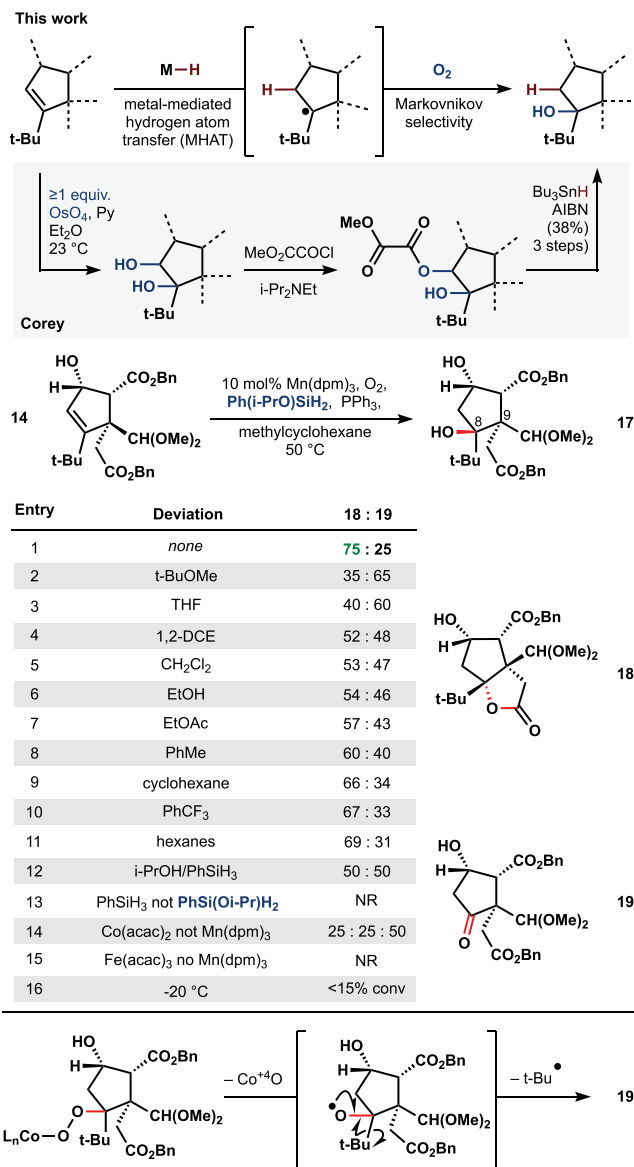 This work
M—H
metal-mediated
hydrogen atom
transfer (MHAT)
t-Bu
H
t-Bu
O2
Markovnikov
selectivity
H
HO
t-Bu
≥1 equiv.
OsO4, Py
Et2O
23 °C
HO
HO
t-Bu
MeO2CCOCl
i-Pr2NEt
MeO
O
O
O
HO
t-Bu
Bu3SnH
AIBN
(38%)
3 steps)
Corey
14
HO
H
CO2Bn
CH(OMe)2
t-Bu
CO2Bn
10 mol% Mn(dpm)3, O2,
Ph(i-PrO)SiH2, PPh3,
methylcyclohexane
50 °C
HO
H
CO2Bn
8
9
HO
CH(OMe)2
t-Bu
CO2Bn
17
Entry Deviation 18 : 19
1 none 75 : 25
2 t-BuOMe 35 : 65
3 THF 40 : 60
4 1,2-DCE 52 : 48
5 CH2Cl2 53 : 47
6 EtOH 54 : 46
7 EtOAc 57 : 43
8 PhMe 60 : 40
9 cyclohexane 66 : 34
10 PhCF3 67 : 33
11 hexanes 69 : 31
12 i-PrOH/PhSiH3 50 : 50
13 PhSiH3 not PhSi(Oi-Pr)H2 NR
14 Co(acac)2 not Mn(dpm)3 25 : 25 : 50
15 Fe(acac)3 no Mn(dpm)3 NR
16 -20 °C <15% conv
HO
H
CO2Bn
CH(OMe)2
t-Bu
O
O
18
HO
H
CO2Bn
CH(OMe)2
O
CO2Bn
19
HO
H
CO2Bn
O
CH(OMe)2
LnCo—O
t-Bu
CO2Bn
– Co+4O
HO
H
CO2Bn
O
CH(OMe)2
t-Bu
CO2Bn
– t-Bu•
19